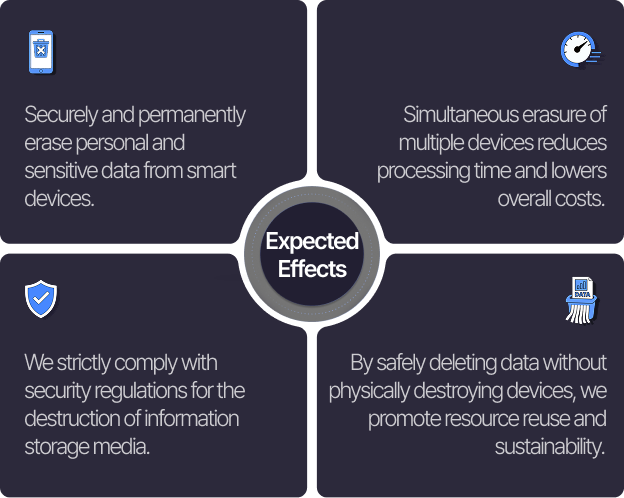 Securely and permanently
erase personal and
sensitive data from smart
devices.
Simultaneous erasure of
multiple devices reduces
processing time and lowers
overall costs.
Expected
Effects
We strictly comply with
security regulations for the
destruction of information
storage media.
DATA
By safely deleting data without
physically destroying devices, we
promote resource reuse and
sustainability.